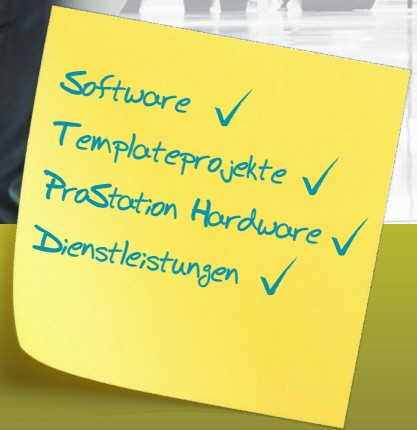 Software ✓
Templateprojekte ✓
ProStation Hardware ✓
Dienstleistungen ✓